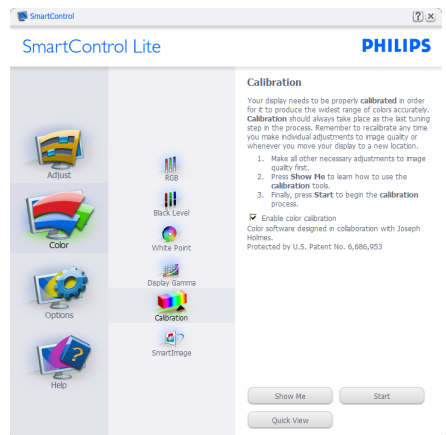 SmartControl
SmartControl Lite
PHILIPS
Adjust
Color
Options
Help
RGB
Black Level
White Point
Display Gamma
Calibration
SmartImage
Calibration
Your display needs to be properly calibrated in order
for it to produce the widest range of colors accurately.
Calibration should always take place as the last tuning
step in the process. Remember to recalibrate any time
you make individual adjustments to image quality or
whenever you move your display to a new location.
1. Make all other necessary adjustments to image
quality first.
2. Press Show Me to learn how to use the
calibration tools.
3. Finally, press Start to begin the calibration
process.
Enable color calibration
Color software designed in collaboration with Joseph
Holmes.
Protected by U.S. Patent No. 6,686,953
Show Me
Start
Quick View